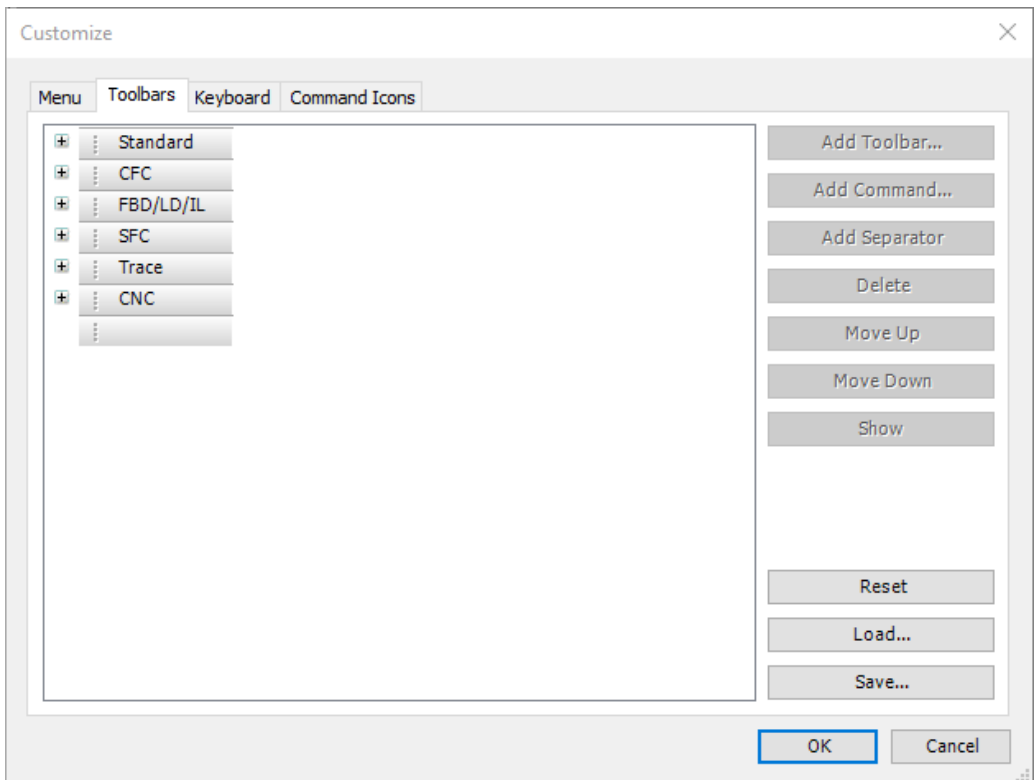 Customize
Menu Toolbars Keyboard Command Icons
Standard
CFC
FBD/LD/IL
SFC
Trace
CNC
Add Toolbar...
Add Command...
Add Separator
Delete
Move Up
Move Down
Show
Reset
Load...
Save...
OK Cancel